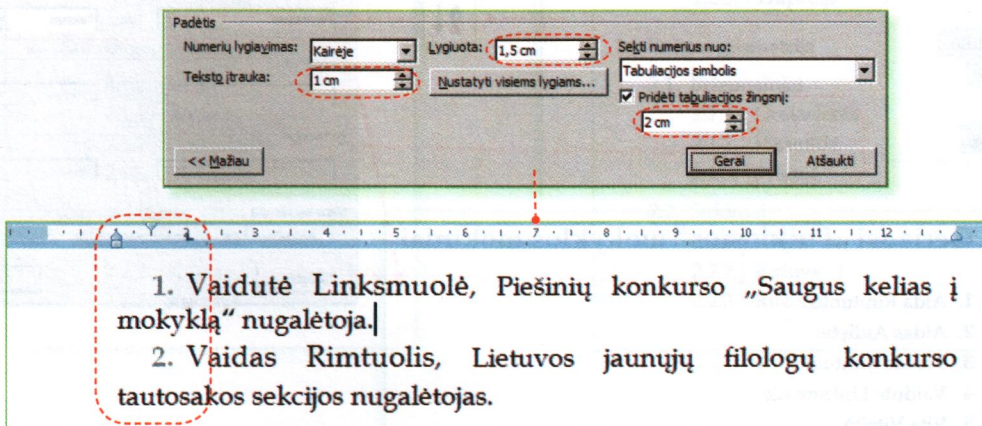 Padėtis
Numerių lygiavimas: Kairėje Lygiuota: 1,5 cm Sekti numerius nuo:
Teksto įtrauka: 1 cm Nustatyti visiems lygiams... Tabuliacijos simbolis
Pridėti tabuliacijos žingsnį:
2 cm
<< Mažiau Gerai Atšaukti
1 2 3 4 5 6 7 8 9 10 11 12
1. Vaidutė Linksmuolė, Piešinių konkurso „Saugus kelias į
mokyklą“ nugalėtoja.
2. Vaidas Rimtuolis, Lietuvos jaunųjų filologų konkurso
tautosakos sekcijos nugalėtojas.